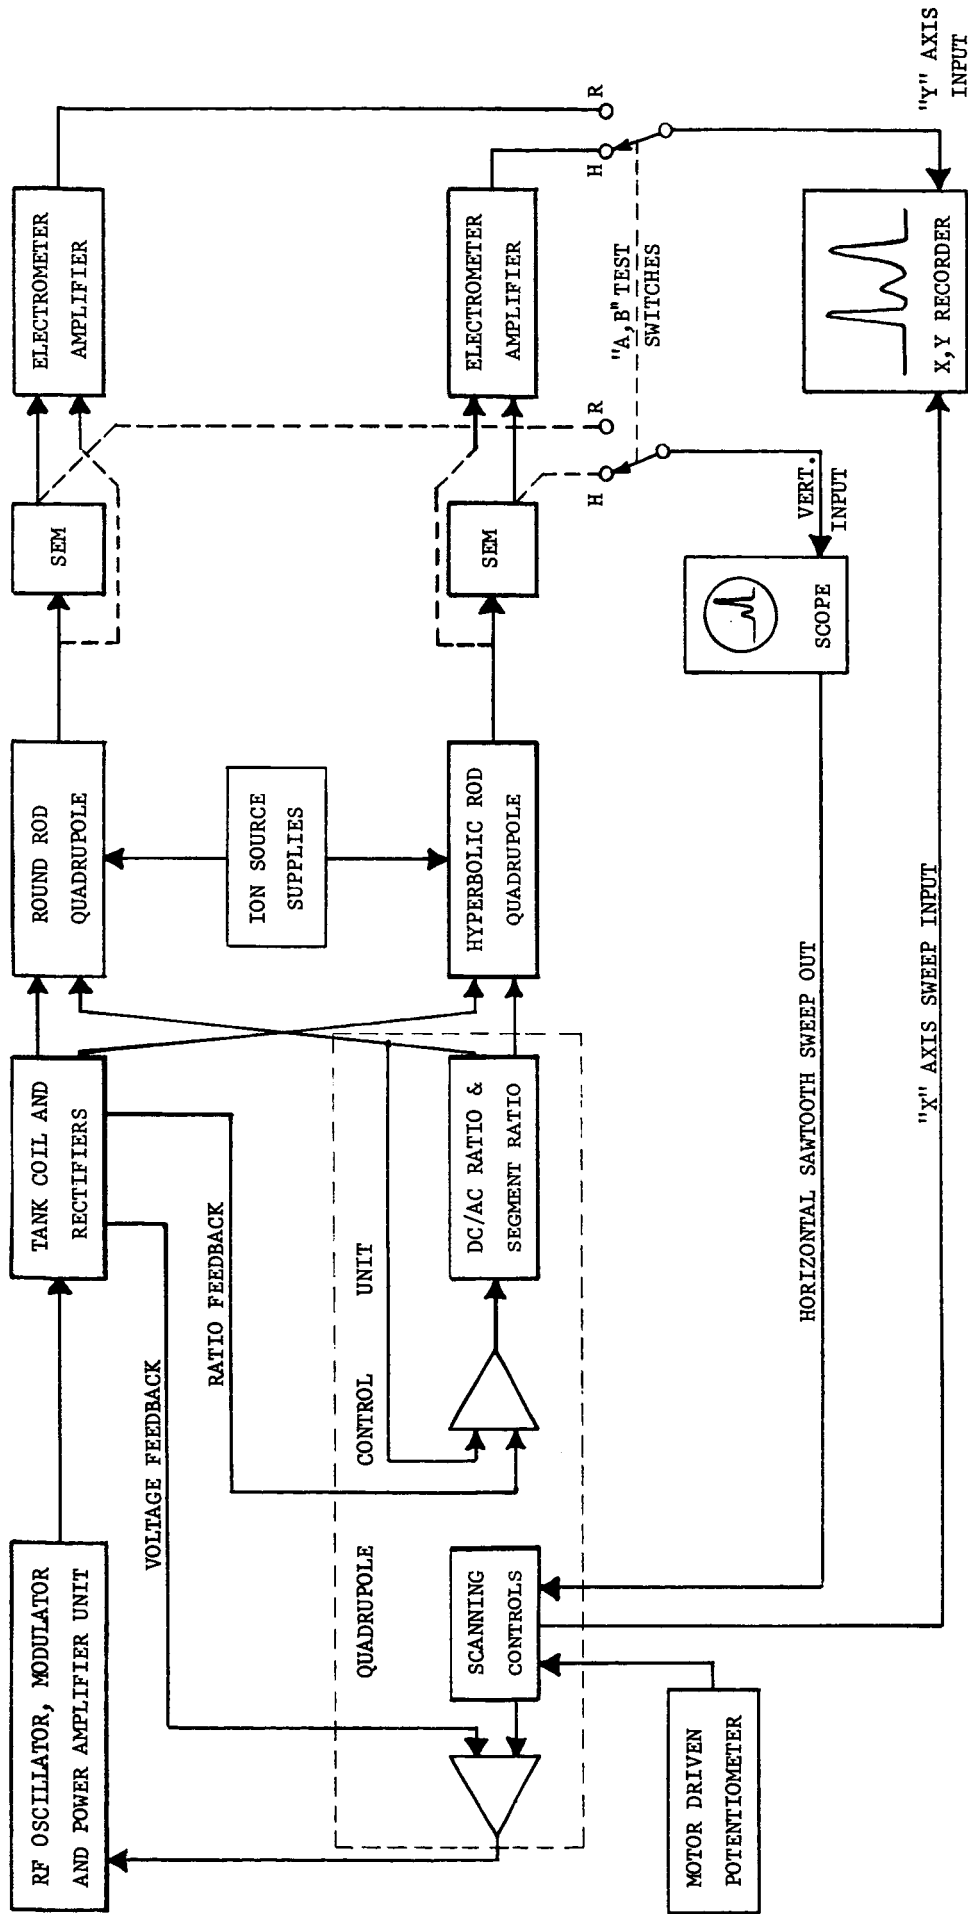 RF OSCILLATOR, MODULATOR
AND POWER AMPLIFIER UNIT
TANK COIL AND
RECTIFIERS
ROUND ROD
QUADRUPOLE
SEM
ELECTROMETER
AMPLIFIER
VOLTAGE FEEDBACK
RATIO FEEDBACK
ION SOURCE
SUPPLIES
QUADRUPOLE CONTROL UNIT
SCANNING
CONTROLS
DC/AC RATIO &
SEGMENT RATIO
HYPERBOLIC ROD
QUADRUPOLE
SEM
ELECTROMETER
AMPLIFIER
H
R
H
R
"A,B" TEST
SWITCHES
MOTOR DRIVEN
POTENTIOMETER
HORIZONTAL SAWTOOTH SWEEP OUT
SCOPE
VERT.
INPUT
"X" AXIS SWEEP INPUT
X,Y RECORDER
"Y" AXIS
INPUT